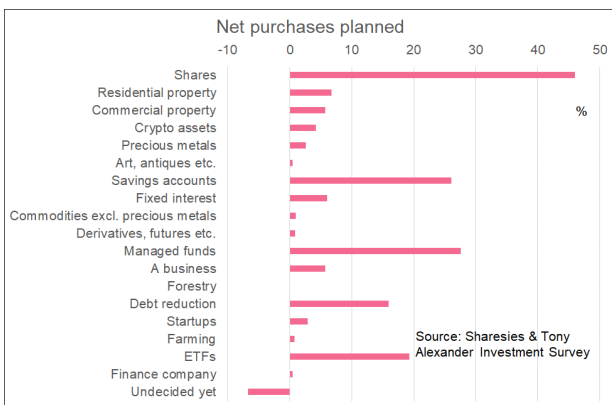 Net purchases planned
-10 0 10 20 30 40 50
Shares
Residential property
Commercial property
%
Crypto assets
Precious metals
Art, antiques etc.
Savings accounts
Fixed interest
Commodities excl. precious metals
Derivatives, futures etc.
Managed funds
A business
Forestry
Debt reduction
Startups
Farming
Source: Sharesies & Tony
Alexander Investment Survey
ETFs
Finance company
Undecided yet